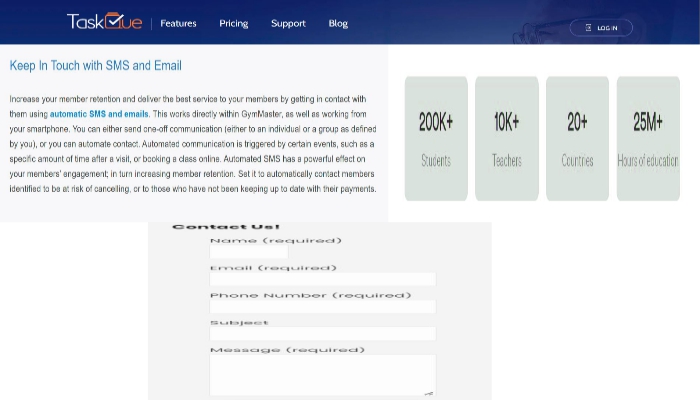 TaskQue
Features
Pricing
Support
Blog
LOG IN
Keep In Touch with SMS and Email
Increase your member retention and deliver the best service to your members by getting in contact with
them using automatic SMS and emails. This works directly within GymMaster, as well as working from
your smartphone. You can either send one-off communication (either to an individual or a group as defined
by you), or you can automate contact. Automated communication is triggered by certain events, such as a
specific amount of time after a visit, or booking a class online. Automated SMS has a powerful effect on
your members' engagement; in turn increasing member retention. Set it to automatically contact members
identified to be at risk of cancelling, or to those who have not been keeping up to date with their payments.
200K+
Students
10K+
Teachers
20+
Countries
25M+
Hours of education
Contact Us!
Name (required)
Email (required)
Phone Number (required)
Subject
Message (required)